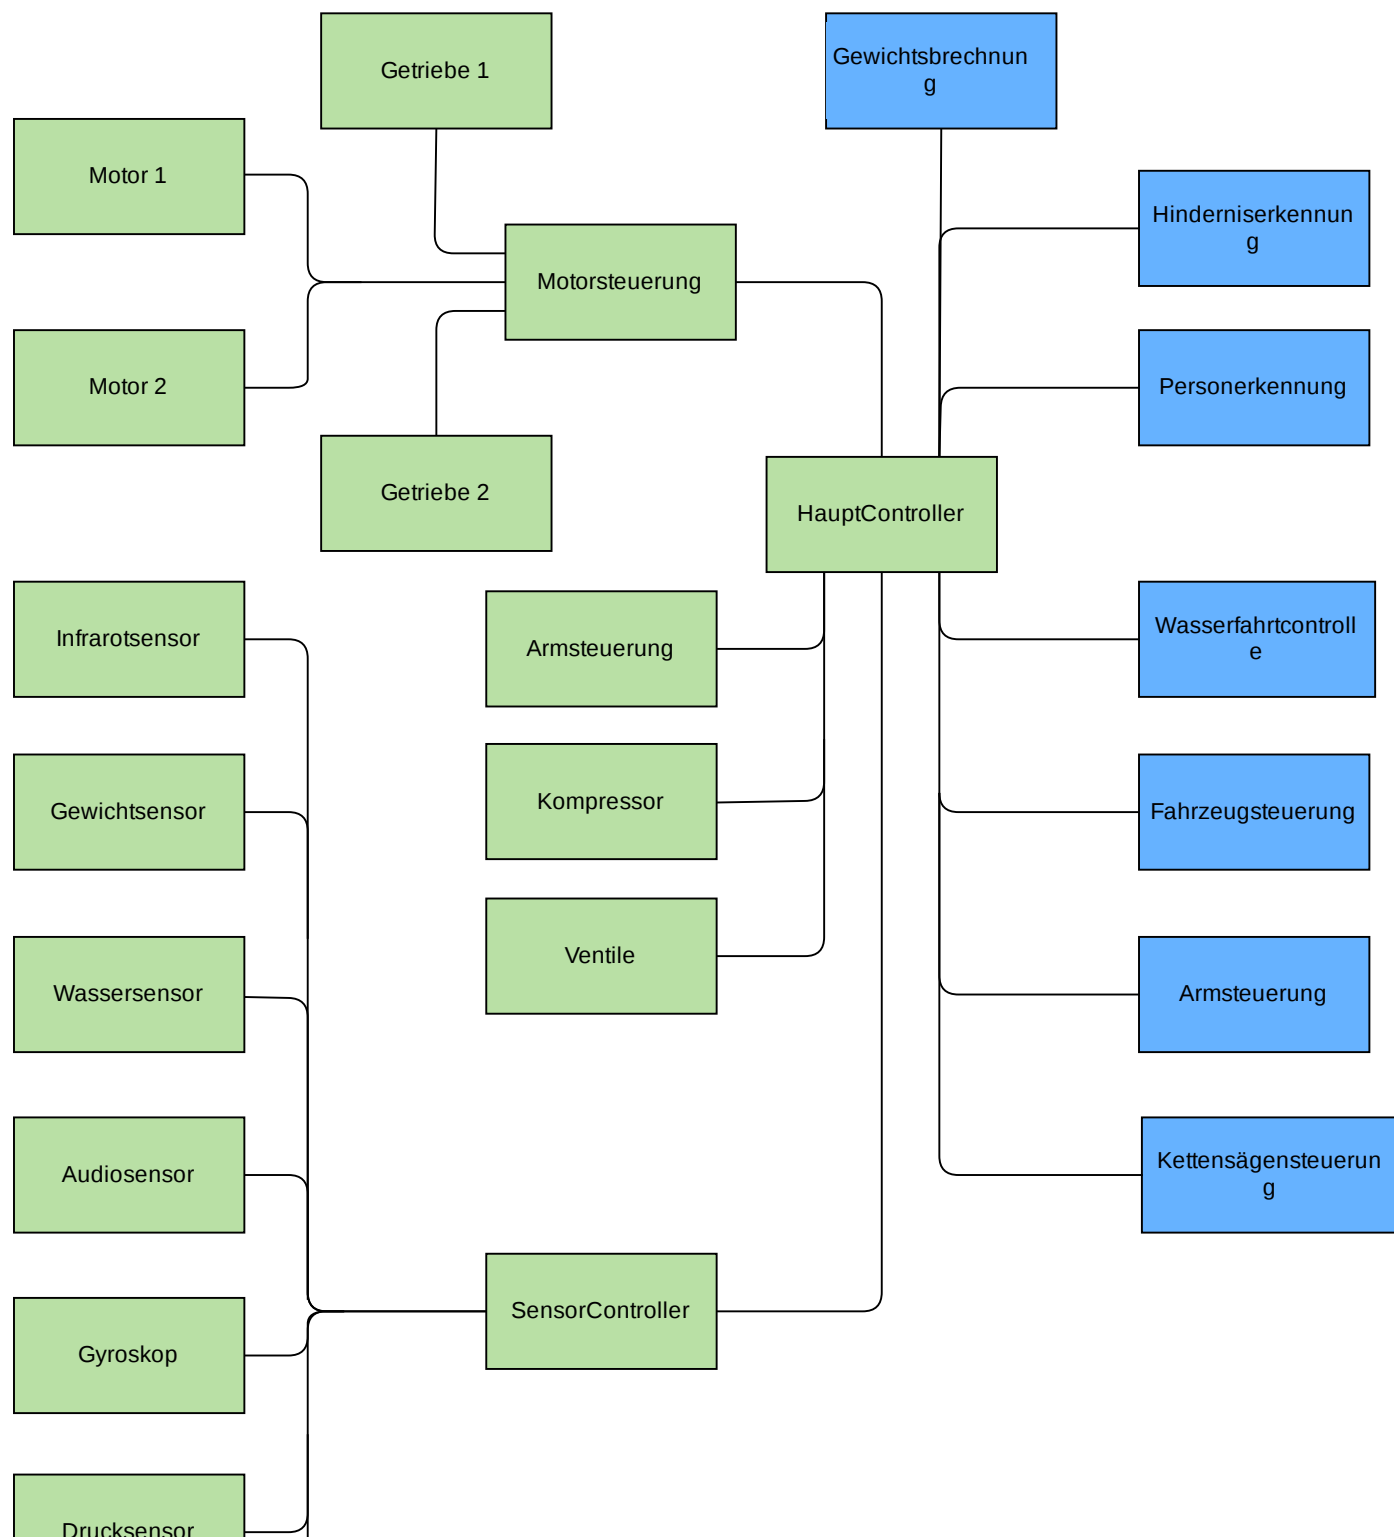 Getriebe 1
Gewichtsbrechnun
g
Motor 1
Hinderniserkennun
g
Motorsteuerung
Motor 2
Personerkennung
Getriebe 2
HauptController
Infrarotsensor
Armsteuerung
Wasserfahrtcontroll
e
Gewichtsensor
Kompressor
Fahrzeugsteuerung
Wassersensor
Ventile
Armsteuerung
Audiosensor
Kettensägensteuerun
g
SensorController
Gyroskop
Drucksensor